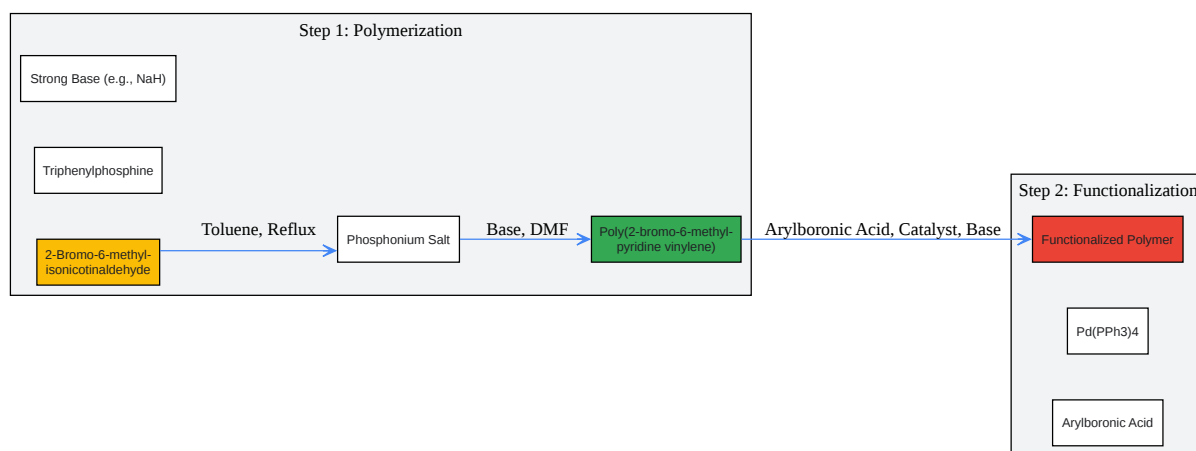 Step 1: Polymerization
Strong Base (e.g., NaH)
Triphenylphosphine
2-Bromo-6-methyl-
isonicotinaldehyde
Toluene, Reflux
Phosphonium Salt
Base, DMF
Poly(2-bromo-6-methyl-
pyridine vinylene)
Arylboronic Acid, Catalyst, Base
Step 2: Functionalization
Functionalized Polymer
Pd(PPh3)4
Arylboronic Acid